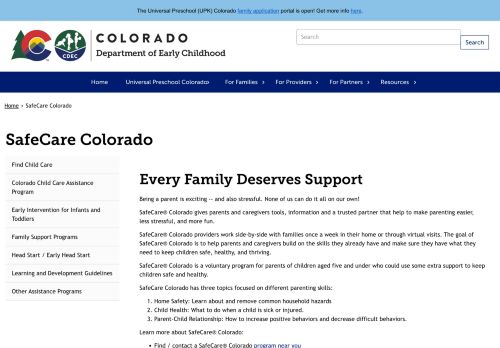 The Universal Preschool (UPK) Colorado family application portal is open! Get more info here.
CDEC
COLORADO
Department of Early Childhood
Search
Search
Home
Universal Preschool Colorado
For Families
For Providers
For Partners
Resources
Home › SafeCare Colorado
SafeCare Colorado
Find Child Care
Colorado Child Care Assistance
Program
Early Intervention for Infants and
Toddlers
Family Support Programs
Head Start / Early Head Start
Learning and Development Guidelines
Other Assistance Programs
Every Family Deserves Support
Being a parent is exciting -- and also stressful. None of us can do it all on our own!
SafeCare® Colorado gives parents and caregivers tools, information and a trusted partner that help to make parenting easier,
less stressful, and more fun.
SafeCare® Colorado providers work side-by-side with families once a week in their home or through virtual visits. The goal of
SafeCare® Colorado is to help parents and caregivers build on the skills they already have and make sure they have what they
need to keep children safe, healthy, and thriving.
SafeCare® Colorado is a voluntary program for parents of children aged five and under who could use some extra support to keep
children safe and healthy.
SafeCare Colorado has three topics focused on different parenting skills:
1. Home Safety: Learn about and remove common household hazards
2. Child Health: What to do when a child is sick or injured.
3. Parent-Child Relationship: How to increase positive behaviors and decrease difficult behaviors.
Learn more about SafeCare® Colorado:
• Find / contact a SafeCare® Colorado program near you